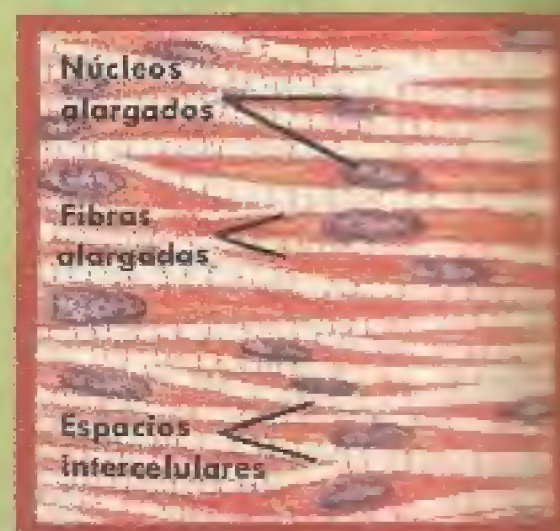 Núcleos
alargados
Fibras
alargadas
Espacios
intercelulares